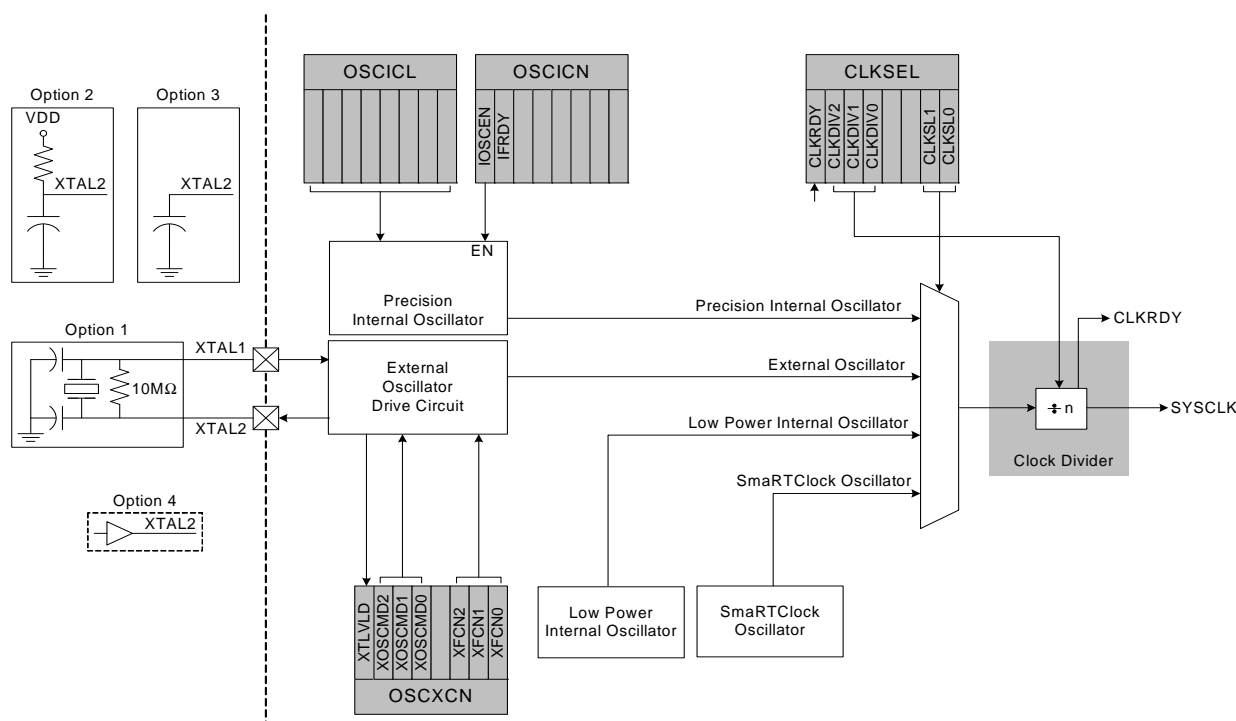 OSCICL
OSCICN
IOSCEN
IFRDY
CLKSEL
CLKRDY
CLKDIV2
CLKDIV1
CLKDIV0
CLKSL1
CLKSL0
Option 2
VDD
XTAL2
Option 3
XTAL2
EN
Precision
Internal Oscillator
Precision Internal Oscillator
CLKRDY
Option 1
XTAL1
10MΩ
XTAL2
External
Oscillator
Drive Circuit
External Oscillator
÷ n
SYSCLK
Low Power Internal Oscillator
Clock Divider
SmaRTClock Oscillator
Option 4
XTAL2
XTLVLD
XOSCMD2
XOSCMD1
XOSCMD0
XFCN2
XFCN1
XFCN0
OSCXCN
Low Power
Internal Oscillator
SmaRTClock
Oscillator